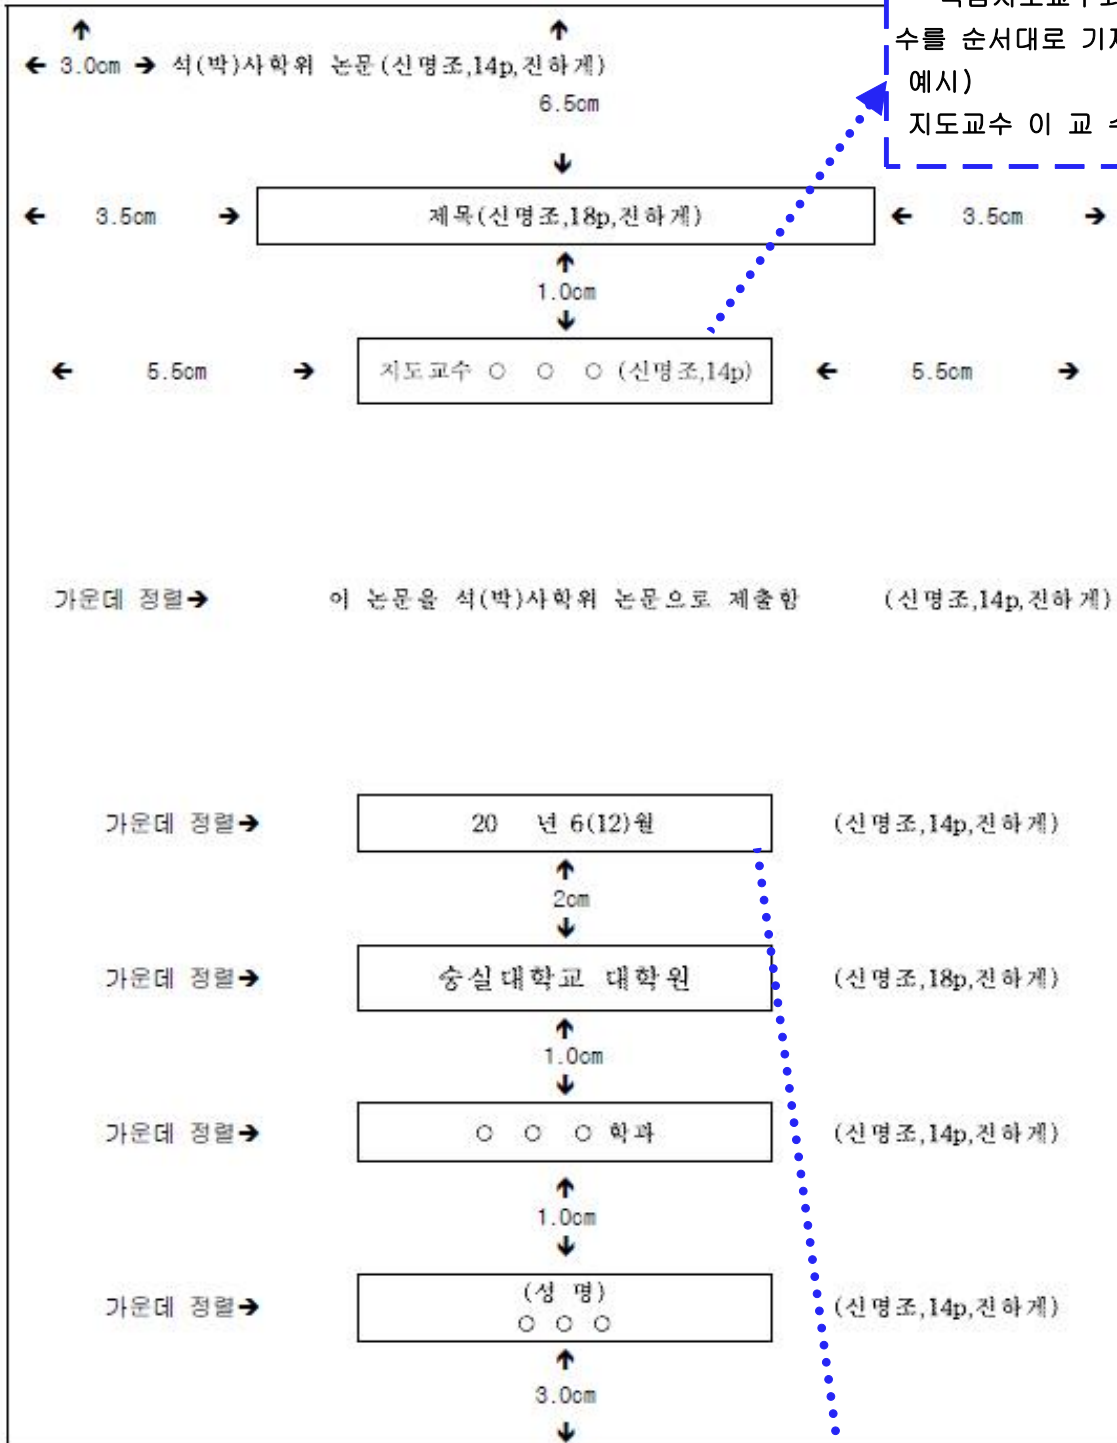 수를 순서대로 기재
예시)
지도교수 이 교 수
3.0cm 석(박)사학위 논문(신명조,14p,진하게)
6.5cm
3.5cm 제목(신명조,18p,진하게) 3.5cm
1.0cm
5.5cm 지도교수 ○ ○ ○ (신명조,14p) 5.5cm
가운데 정렬 이 논문을 석(박)사학위 논문으로 제출함 (신명조,14p,진하게)
가운데 정렬 20 년 6(12)월 (신명조,14p,진하게)
2cm
가운데 정렬 숭실대학교 대학원 (신명조,18p,진하게)
1.0cm
가운데 정렬 ○ ○ ○ 학과 (신명조,14p,진하게)
1.0cm
가운데 정렬 (성 명) (신명조,14p,진하게)
○ ○ ○
3.0cm